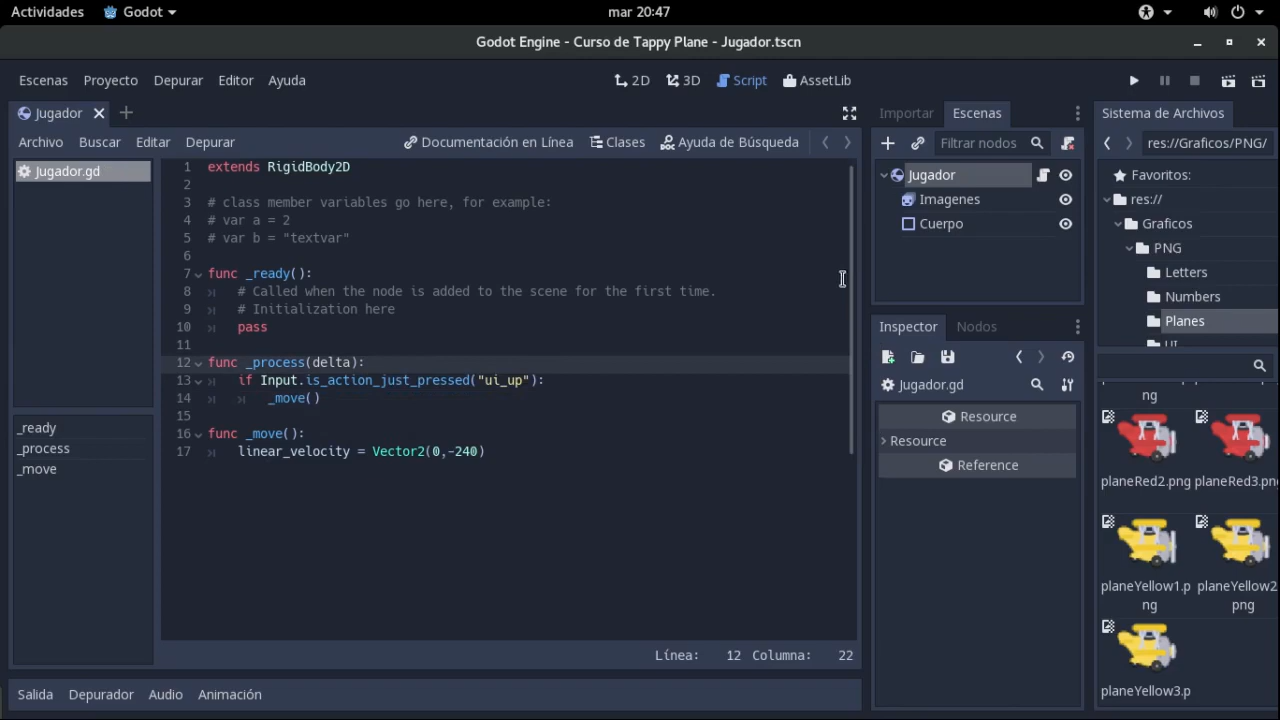 Actividades Godot mar 20:47
Godot Engine - Curso de Tappy Plane - Jugador.tscn
Escenas Proyecto Depurar Editor Ayuda 2D 3D Script AssetLib
Jugador
Archivo Buscar Editar Depurar Documentación en Línea Clases Ayuda de Búsqueda
Jugador.gd
1 extends RigidBody2D
2
3 # class member variables go here, for example:
4 # var a = 2
5 # var b = "textvar"
6
7 func _ready():
8 # Called when the node is added to the scene for the first time.
9 # Initialization here
10 pass
11
12 func _process(delta):
13 if Input.is_action_just_pressed("ui_up"):
14 _move()
15
16 func _move():
17 linear_velocity = Vector2(0,-240)
_ready
_process
_move
Línea: 12 Columna: 22
Salida Depurador Audio Animación
Importar Escenas
Filtrar nodos
Jugador
Imagenes
Cuerpo
Inspector Nodos
Jugador.gd
Resource
Resource
Reference
Sistema de Archivos
res://Graficos/PNG/
Favoritos:
res://
Graficos
PNG
Letters
Numbers
Planes
UI
ng
planeRed2.png planeRed3.pn
planeYellow1.p planeYellow2
ng png
planeYellow3.p